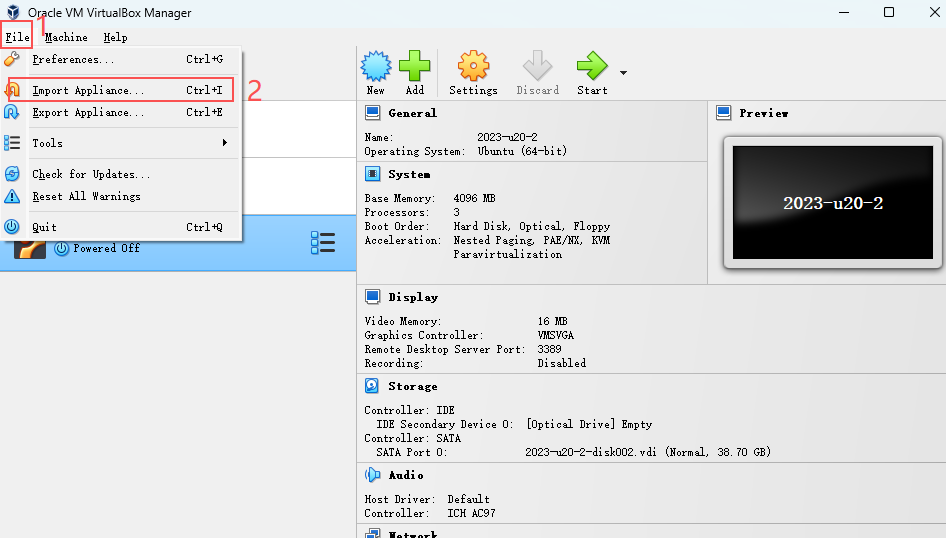 Oracle VM VirtualBox Manager
1
File Machine Help
Preferences... Ctrl+G
Import Appliance... Ctrl+I 2
Export Appliance... Ctrl+E
Tools
Check for Updates...
Reset All Warnings
Quit Ctrl+Q
Powered Off
New Add Settings Discard Start
General
Name: 2023-u20-2
Operating System: Ubuntu (64-bit)
System
Base Memory: 4096 MB
Processors: 3
Boot Order: Hard Disk, Optical, Floppy
Acceleration: Nested Paging, PAE/NX, KVM
Paravirtualization
Preview
2023-u20-2
Display
Video Memory: 16 MB
Graphics Controller: VMSVGA
Remote Desktop Server Port: 3389
Recording: Disabled
Storage
Controller: IDE
IDE Secondary Device 0: [Optical Drive] Empty
Controller: SATA
SATA Port 0: 2023-u20-2-disk002.vdi (Normal, 38.70 GB)
Audio
Host Driver: Default
Controller: ICH AC97
Network